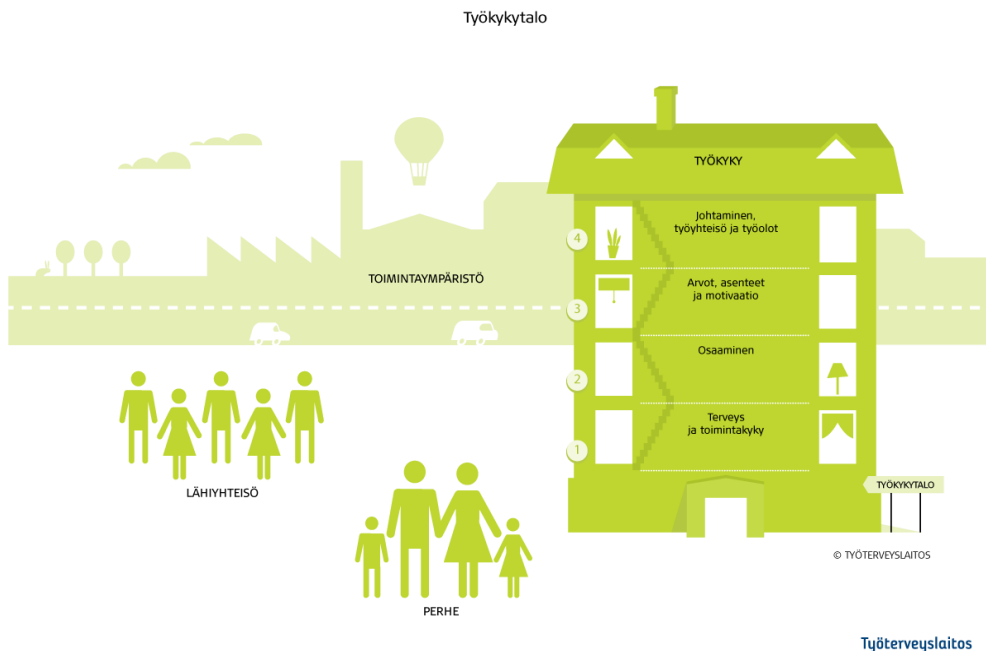 Työkykytalo
TYÖKYKY
4
Johtaminen,
työyhteisö ja työolot
TOIMINTAYMPÄRISTÖ
3
Arvot, asenteet
ja motivaatio
2
Osaaminen
1
Terveys
ja toimintakyky
LÄHIYHTEISÖ
TYÖKYKYTALO
© TYÖTERVEYSLAITOS
PERHE
Työterveyslaitos